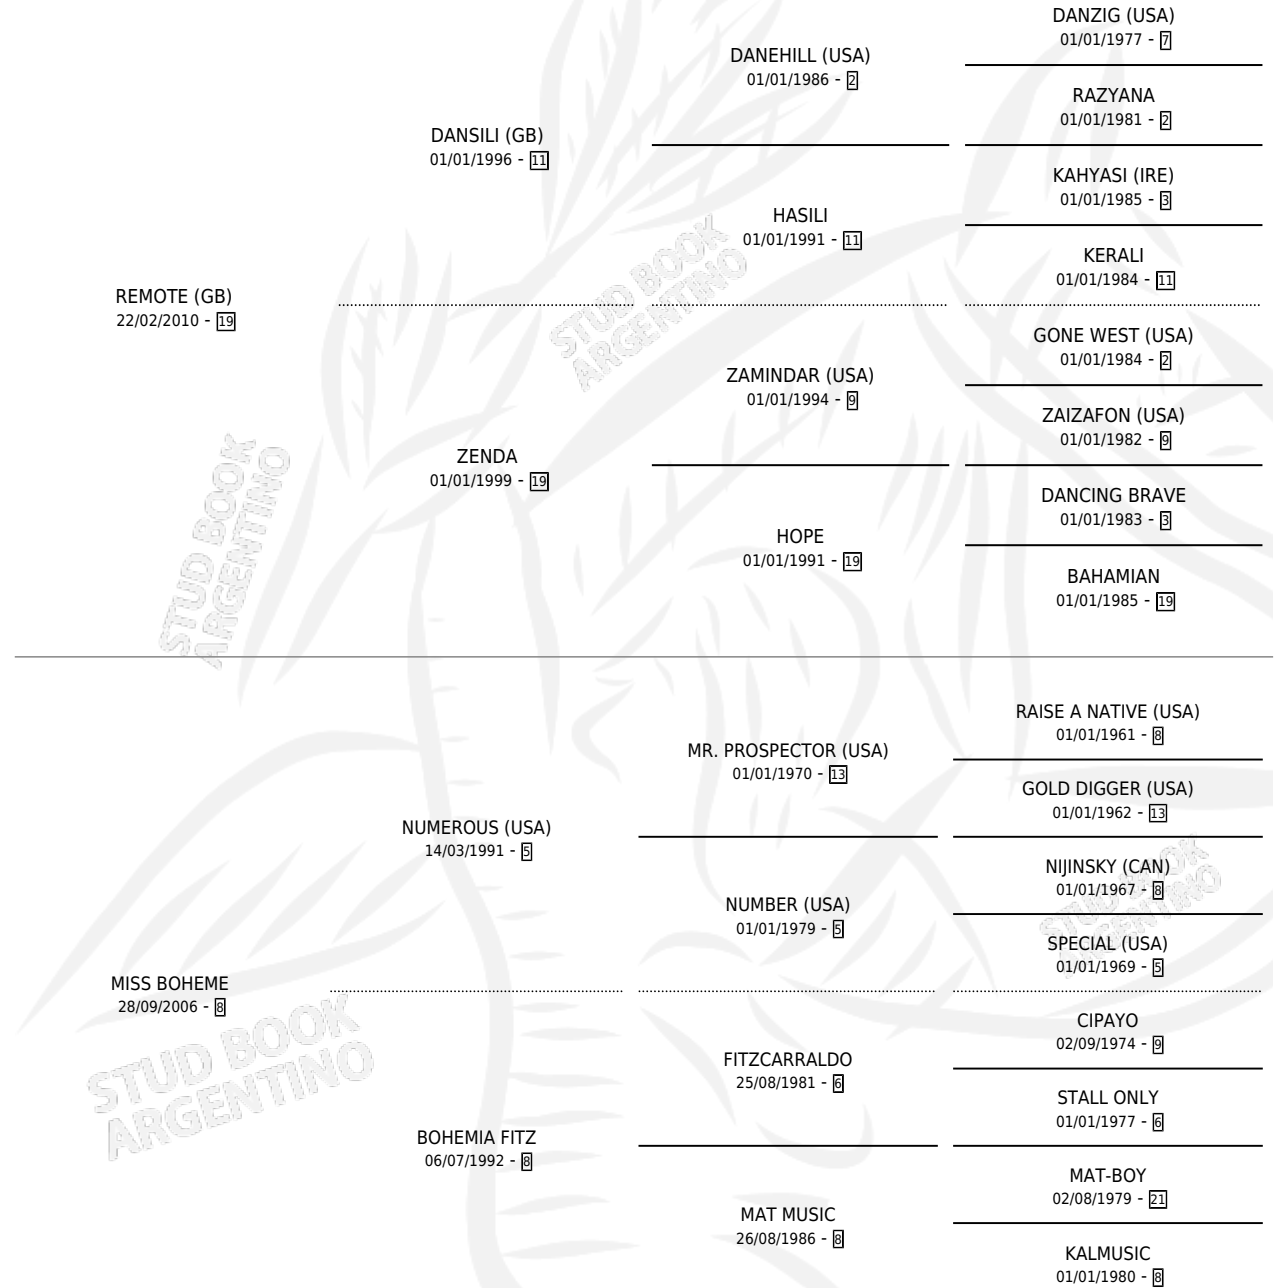 DANZIG (USA)
01/01/1977 - 7
DANEHILL (USA)
01/01/1986 - 2
RAZYANA
01/01/1981 - 2
DANSILI (GB)
01/01/1996 - 11
KAHYASI (IRE)
01/01/1985 - 3
HASILI
01/01/1991 - 11
KERALI
01/01/1984 - 11
REMOTE (GB)
22/02/2010 - 19
STUD BOOK
ARGENTINO
GONE WEST (USA)
01/01/1984 - 2
ZAMINDAR (USA)
01/01/1994 - 9
ZAIZAFON (USA)
01/01/1982 - 9
ZENDA
01/01/1999 - 19
DANCING BRAVE
01/01/1983 - 3
HOPE
01/01/1991 - 19
BAHAMIAN
01/01/1985 - 19
STUD BOOK
ARGENTINO
RAISE A NATIVE (USA)
01/01/1961 - 8
MR. PROSPECTOR (USA)
01/01/1970 - 13
GOLD DIGGER (USA)
01/01/1962 - 13
NUMEROUS (USA)
14/03/1991 - 5
NIJINSKY (CAN)
01/01/1967 - 8
NUMBER (USA)
01/01/1979 - 5
SPECIAL (USA)
01/01/1969 - 5
STUD BOOK
ARGENTINO
MISS BOHEME
28/09/2006 - 8
CIPAYO
02/09/1974 - 9
FITZCARRALDO
25/08/1981 - 6
STALL ONLY
01/01/1977 - 6
STUD BOOK
ARGENTINO
BOHEMIA FITZ
06/07/1992 - 8
MAT-BOY
02/08/1979 - 21
MAT MUSIC
26/08/1986 - 8
KALMUSIC
01/01/1980 - 8